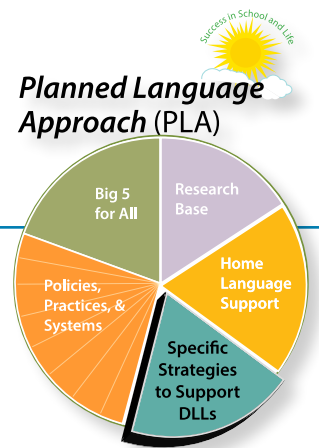 Success in School and Life
Planned Language
Approach (PLA)
Big 5
for All
Research
Base
Home
Language
Support
Policies,
Practices, &
Systems
Specific
Strategies
to Support
DLLs